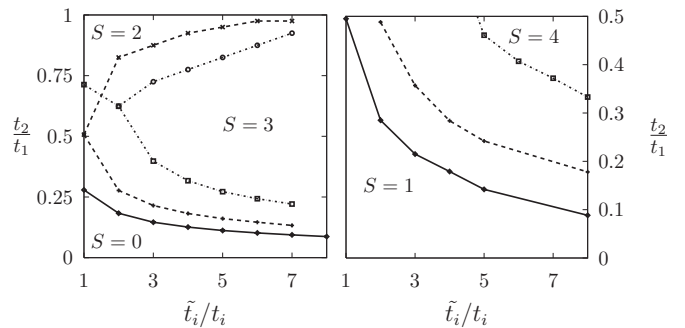 1
0.75
0.5
0.25
0
t₂/t₁
S = 2
S = 3
S = 0
1 3 5 7
t̃ᵢ/tᵢ
S = 4
S = 1
0.5
0.4
0.3
0.2
0.1
0
t₂/t₁
1 3 5 7
t̃ᵢ/tᵢ